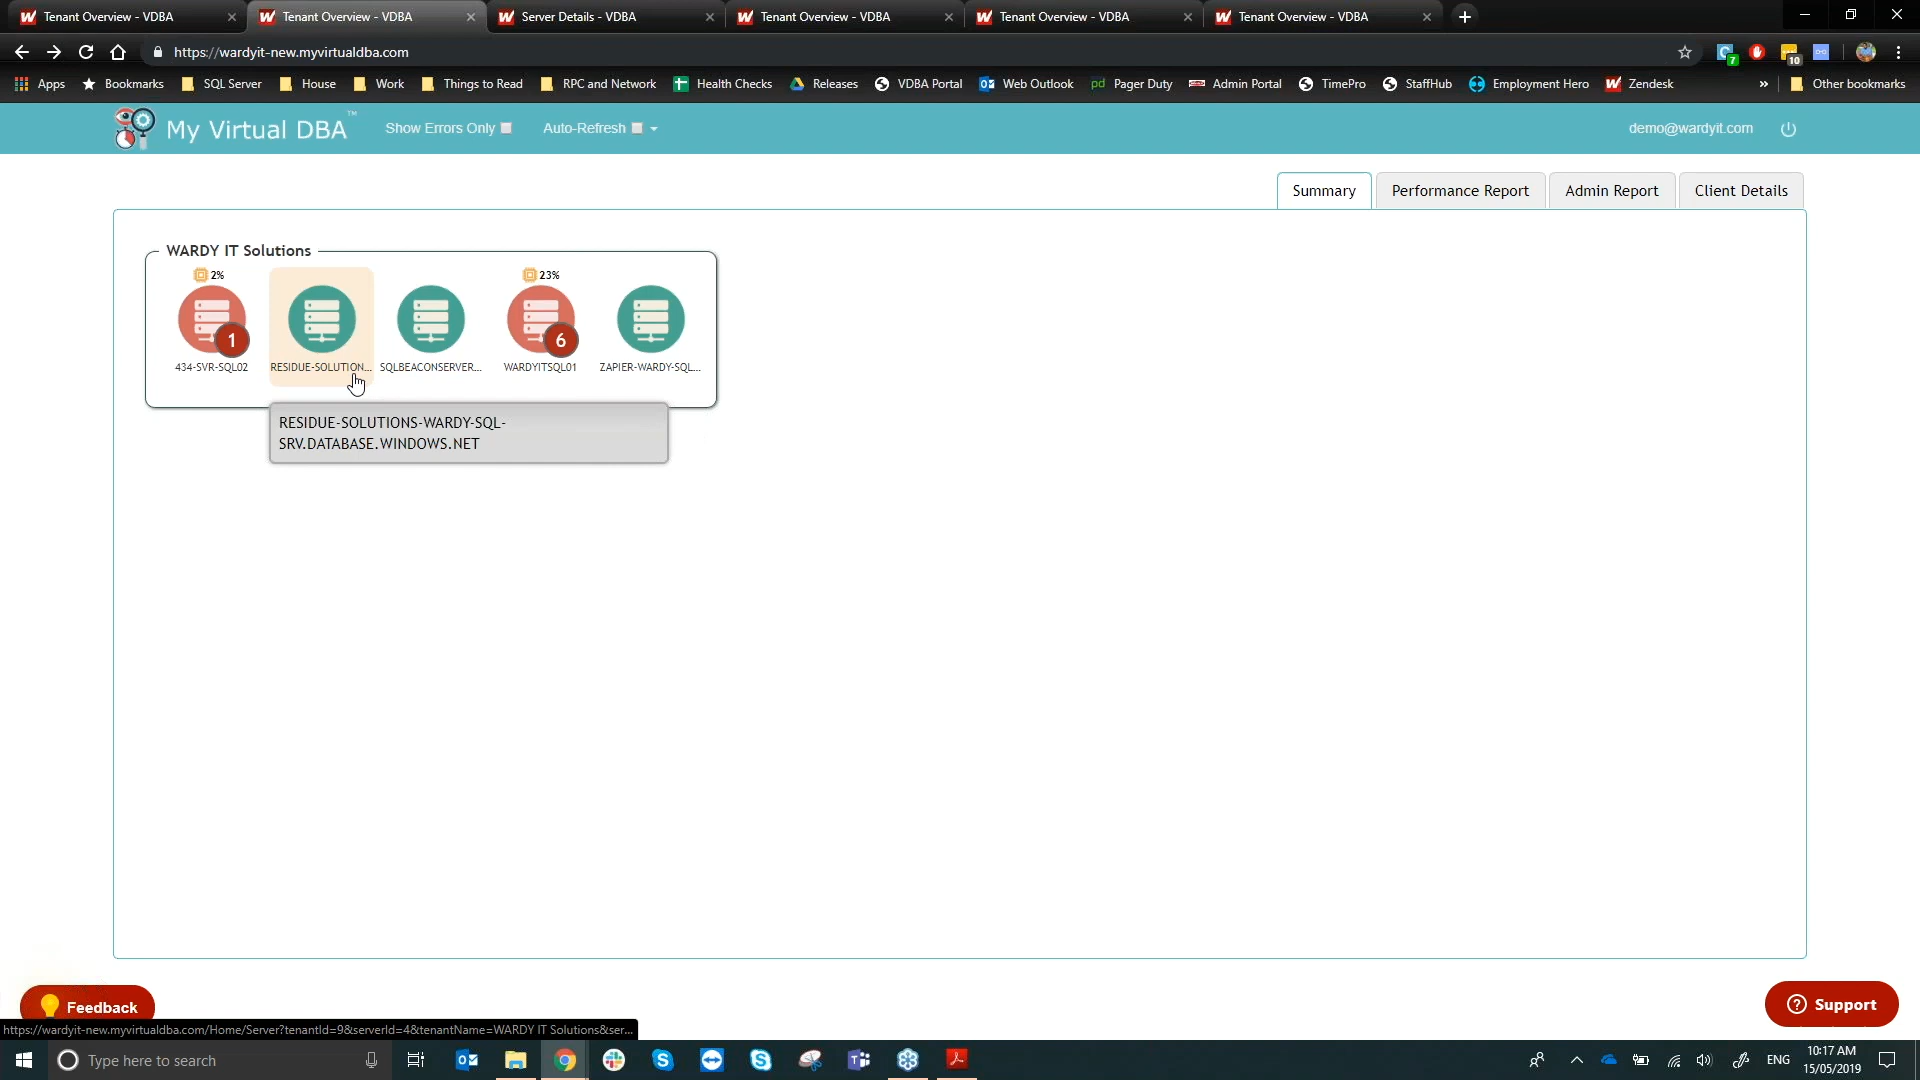 Tenant Overview - VDBA
Tenant Overview - VDBA
Server Details - VDBA
Tenant Overview - VDBA
Tenant Overview - VDBA
Tenant Overview - VDBA
https://wardyit-new.myvirtualdba.com
7
10
Apps
Bookmarks
SQL Server
House
Work
Things to Read
RPC and Network
Health Checks
Releases
VDBA Portal
Web Outlook
pd Pager Duty
Admin Portal
TimePro
StaffHub
Employment Hero
Zendesk
»
Other bookmarks
My Virtual DBA™
Show Errors Only
Auto-Refresh
demo@wardyit.com
Summary
Performance Report
Admin Report
Client Details
WARDY IT Solutions
2%
23%
1
6
434-SVR-SQL02
RESIDUE-SOLUTION...
SQLBEACONSERVER...
WARDYITSQL01
ZAPIER-WARDY-SQL...
RESIDUE-SOLUTIONS-WARDY-SQL-
SRV.DATABASE.WINDOWS.NET
Feedback
Support
https://wardyit-new.myvirtualdba.com/Home/Server?tenantId=9&serverId=4&tenantName=WARDY IT Solutions&ser...
Type here to search
ENG
10:17 AM
15/05/2019